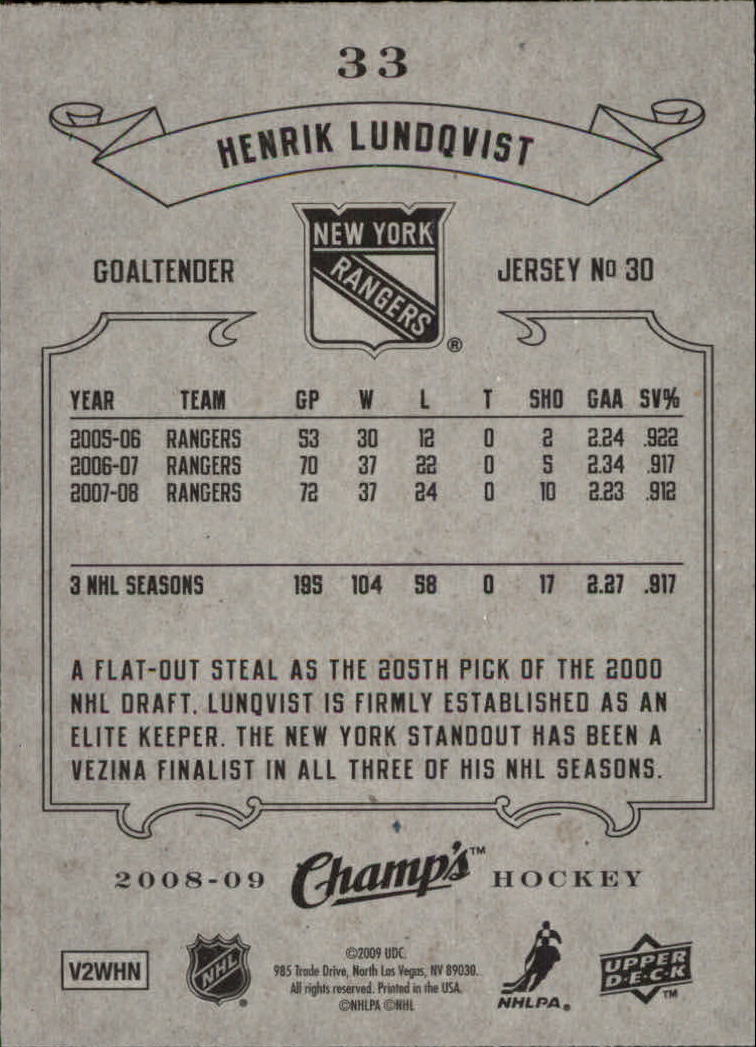 33
HENRIK LUNDQVIST
NEW YORK
RANGERS
®
GOALTENDER
JERSEY No 30
YEAR TEAM GP W L T SHO GAA SV%
2005-06 RANGERS 53 30 12 0 2 2.24 .922
2006-07 RANGERS 70 37 22 0 5 2.34 .917
2007-08 RANGERS 72 37 24 0 10 2.23 .912
3 NHL SEASONS 195 104 58 0 17 2.27 .917
A FLAT-OUT STEAL AS THE 205TH PICK OF THE 2000
NHL DRAFT, LUNQVIST IS FIRMLY ESTABLISHED AS AN
ELITE KEEPER. THE NEW YORK STANDOUT HAS BEEN A
VEZINA FINALIST IN ALL THREE OF HIS NHL SEASONS.
2008-09 Champ's™ HOCKEY
V2WHN
NHL
®
©2009 UDC.
985 Trade Drive, North Las Vegas, NV 89030.
All rights reserved. Printed in the USA.
©NHLPA ©NHL
NHLPA®
UPPER
D·E·C·K
™